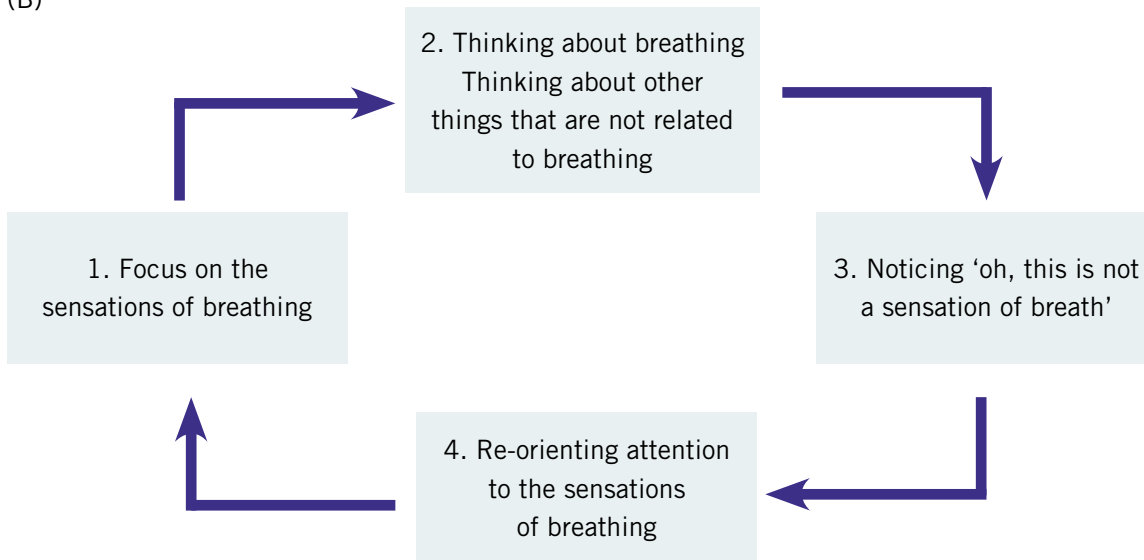 (B)
2. Thinking about breathing
Thinking about other
things that are not related
to breathing
1. Focus on the
sensations of breathing
3. Noticing ‘oh, this is not
a sensation of breath’
4. Re-orienting attention
to the sensations
of breathing